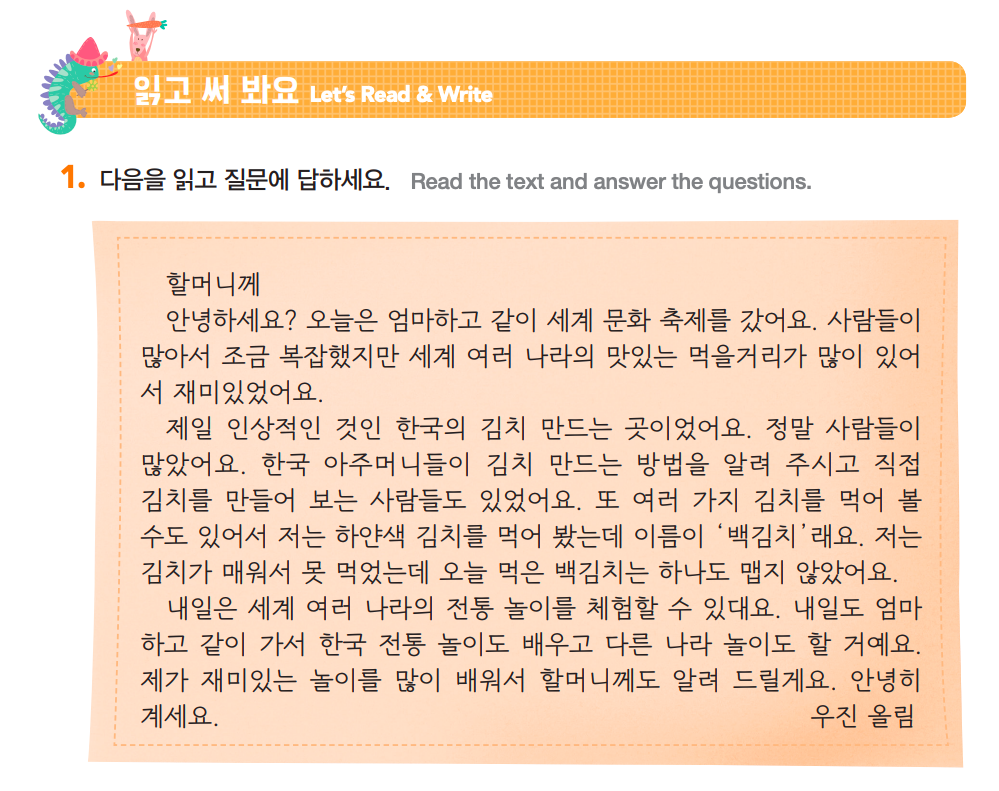 읽고 써 봐요 Let's Read & Write
1. 다음을 읽고 질문에 답하세요. Read the text and answer the questions.
할머니께
안녕하세요? 오늘은 엄마하고 같이 세계 문화 축제를 갔어요. 사람들이
많아서 조금 복잡했지만 세계 여러 나라의 맛있는 먹을거리가 많이 있어
서 재미있었어요.
제일 인상적인 것인 한국의 김치 만드는 곳이었어요. 정말 사람들이
많았어요. 한국 아주머니들이 김치 만드는 방법을 알려 주시고 직접
김치를 만들어 보는 사람들도 있었어요. 또 여러 가지 김치를 먹어 볼
수도 있어서 저는 하얀색 김치를 먹어 봤는데 이름이 ‘백김치’래요. 저는
김치가 매워서 못 먹었는데 오늘 먹은 백김치는 하나도 맵지 않았어요.
내일은 세계 여러 나라의 전통 놀이를 체험할 수 있대요. 내일도 엄마
하고 같이 가서 한국 전통 놀이도 배우고 다른 나라 놀이도 할 거예요.
제가 재미있는 놀이를 많이 배워서 할머니께도 알려 드릴게요. 안녕히
계세요. 우진 올림